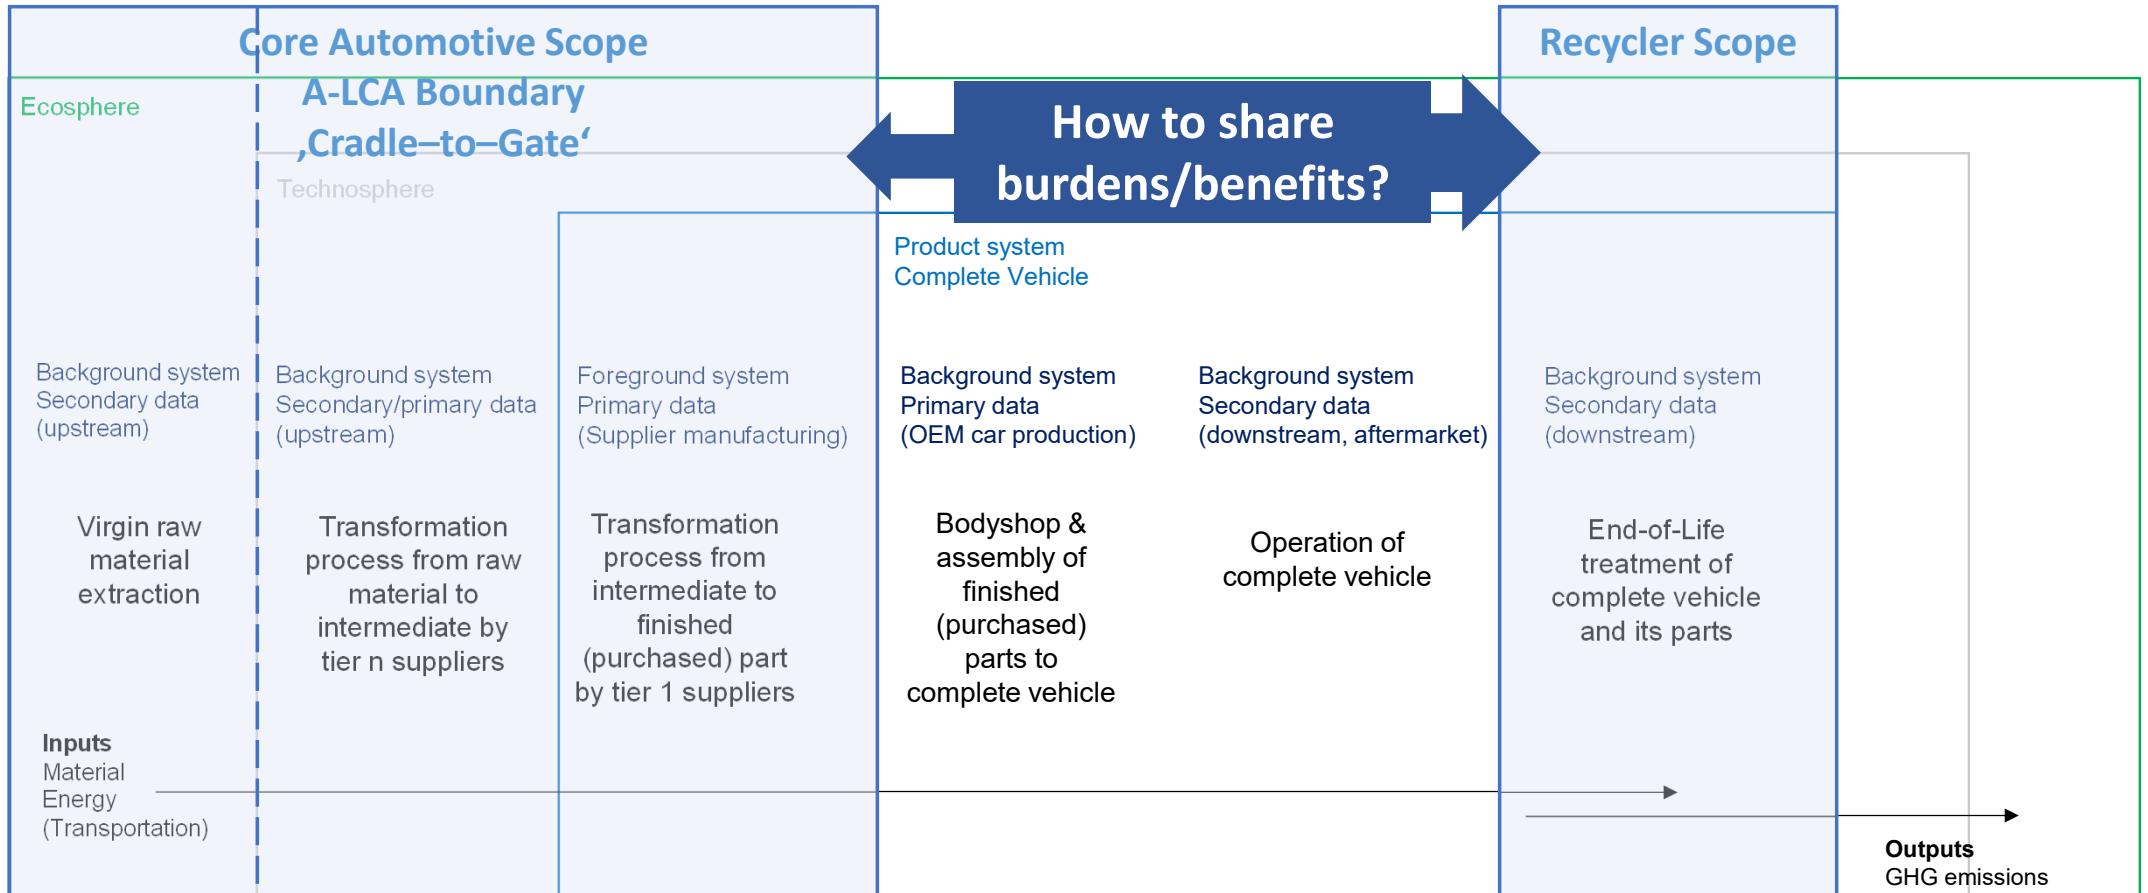 Core Automotive Scope
A-LCA Boundary
‚Cradle–to–Gate‘
Recycler Scope
Ecosphere
Technosphere
How to share
burdens/benefits?
Product system
Complete Vehicle
Background system
Secondary data
(upstream)
Background system
Secondary/primary data
(upstream)
Foreground system
Primary data
(Supplier manufacturing)
Background system
Primary data
(OEM car production)
Background system
Secondary data
(downstream, aftermarket)
Background system
Secondary data
(downstream)
Virgin raw
material
extraction
Transformation
process from raw
material to
intermediate by
tier n suppliers
Transformation
process from
intermediate to
finished
(purchased) part
by tier 1 suppliers
Bodyshop &
assembly of
finished
(purchased)
parts to
complete vehicle
Operation of
complete vehicle
End-of-Life
treatment of
complete vehicle
and its parts
Inputs
Material
Energy
(Transportation)
Outputs
GHG emissions